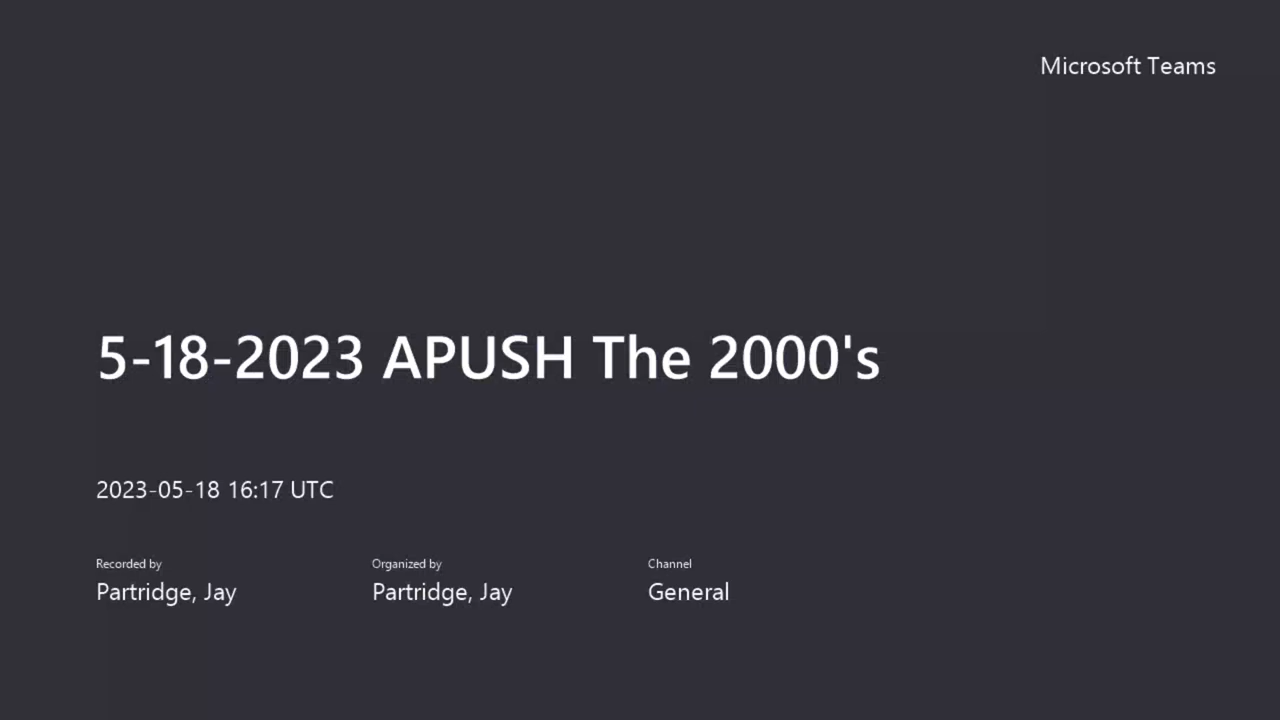 Microsoft Teams
5-18-2023 APUSH The 2000's
2023-05-18 16:17 UTC
Recorded by
Partridge, Jay
Organized by
Partridge, Jay
Channel
General